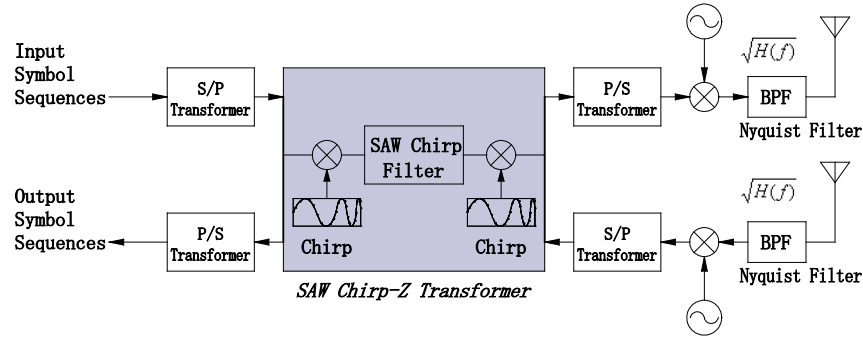 Input
Symbol
Sequences
S/P
Transformer
SAW Chirp
Filter
Chirp
Chirp
P/S
Transformer
√H(f)
BPF
Nyquist Filter
Output
Symbol
Sequences
P/S
Transformer
S/P
Transformer
√H(f)
BPF
Nyquist Filter
SAW Chirp-Z Transformer